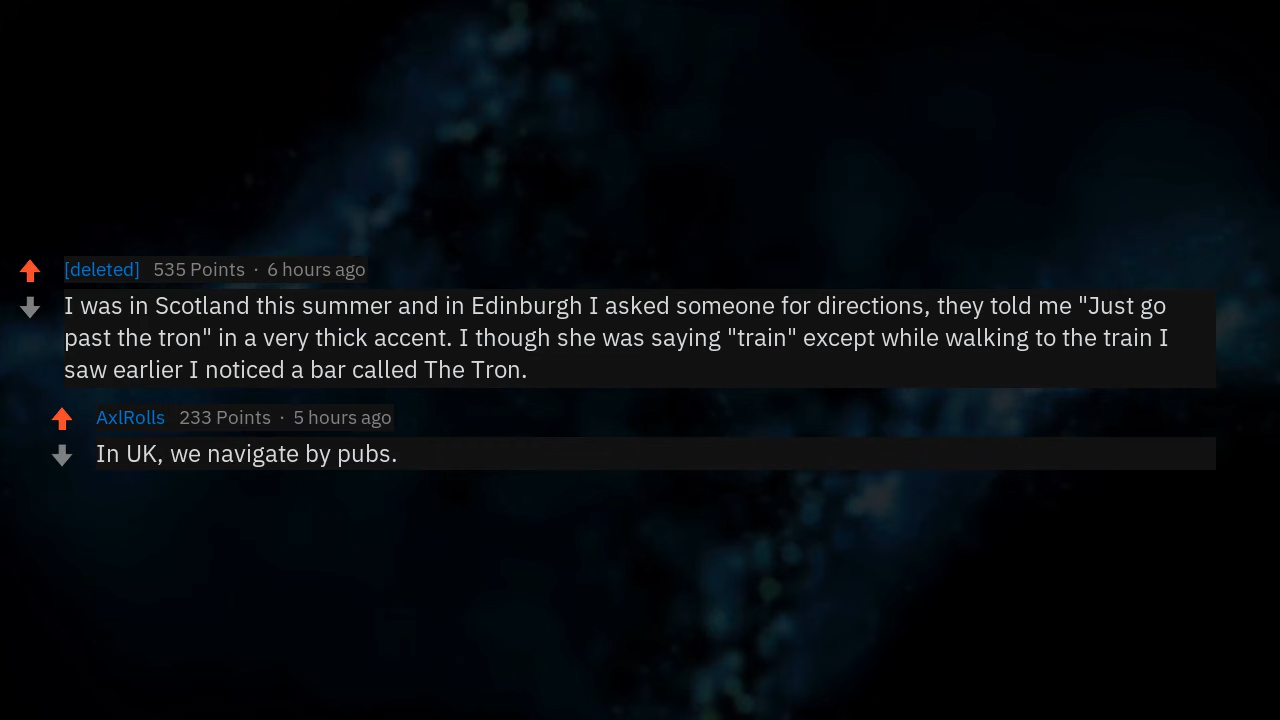 [deleted] 535 Points · 6 hours ago
I was in Scotland this summer and in Edinburgh I asked someone for directions, they told me "Just go
past the tron" in a very thick accent. I though she was saying "train" except while walking to the train I
saw earlier I noticed a bar called The Tron.
AxlRolls 233 Points · 5 hours ago
In UK, we navigate by pubs.